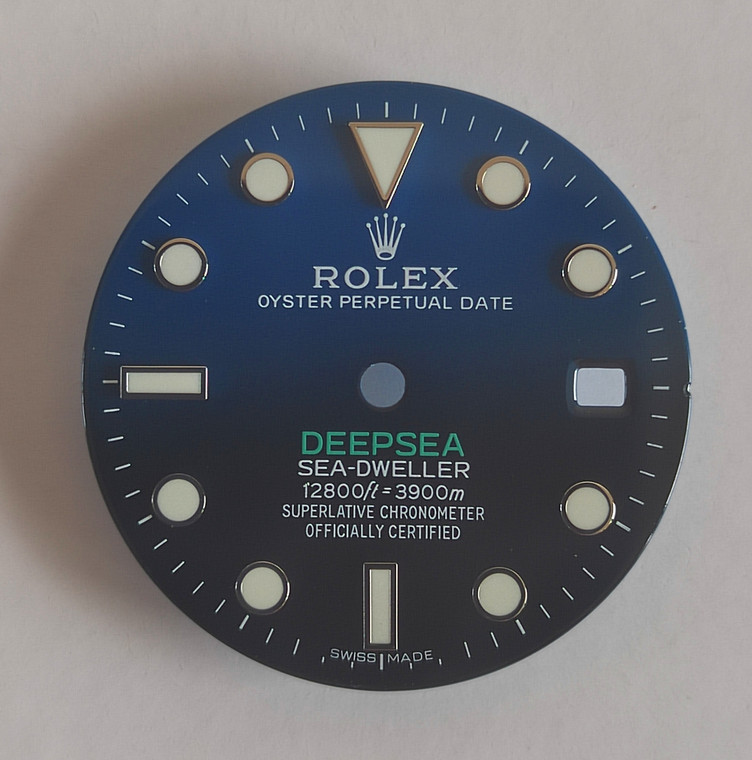 ROLEX
OYSTER PERPETUAL DATE
DEEPSEA
SEA-DWELLER
12800ft = 3900m
SUPERLATIVE CHRONOMETER
OFFICIALLY CERTIFIED
SWISS MADE